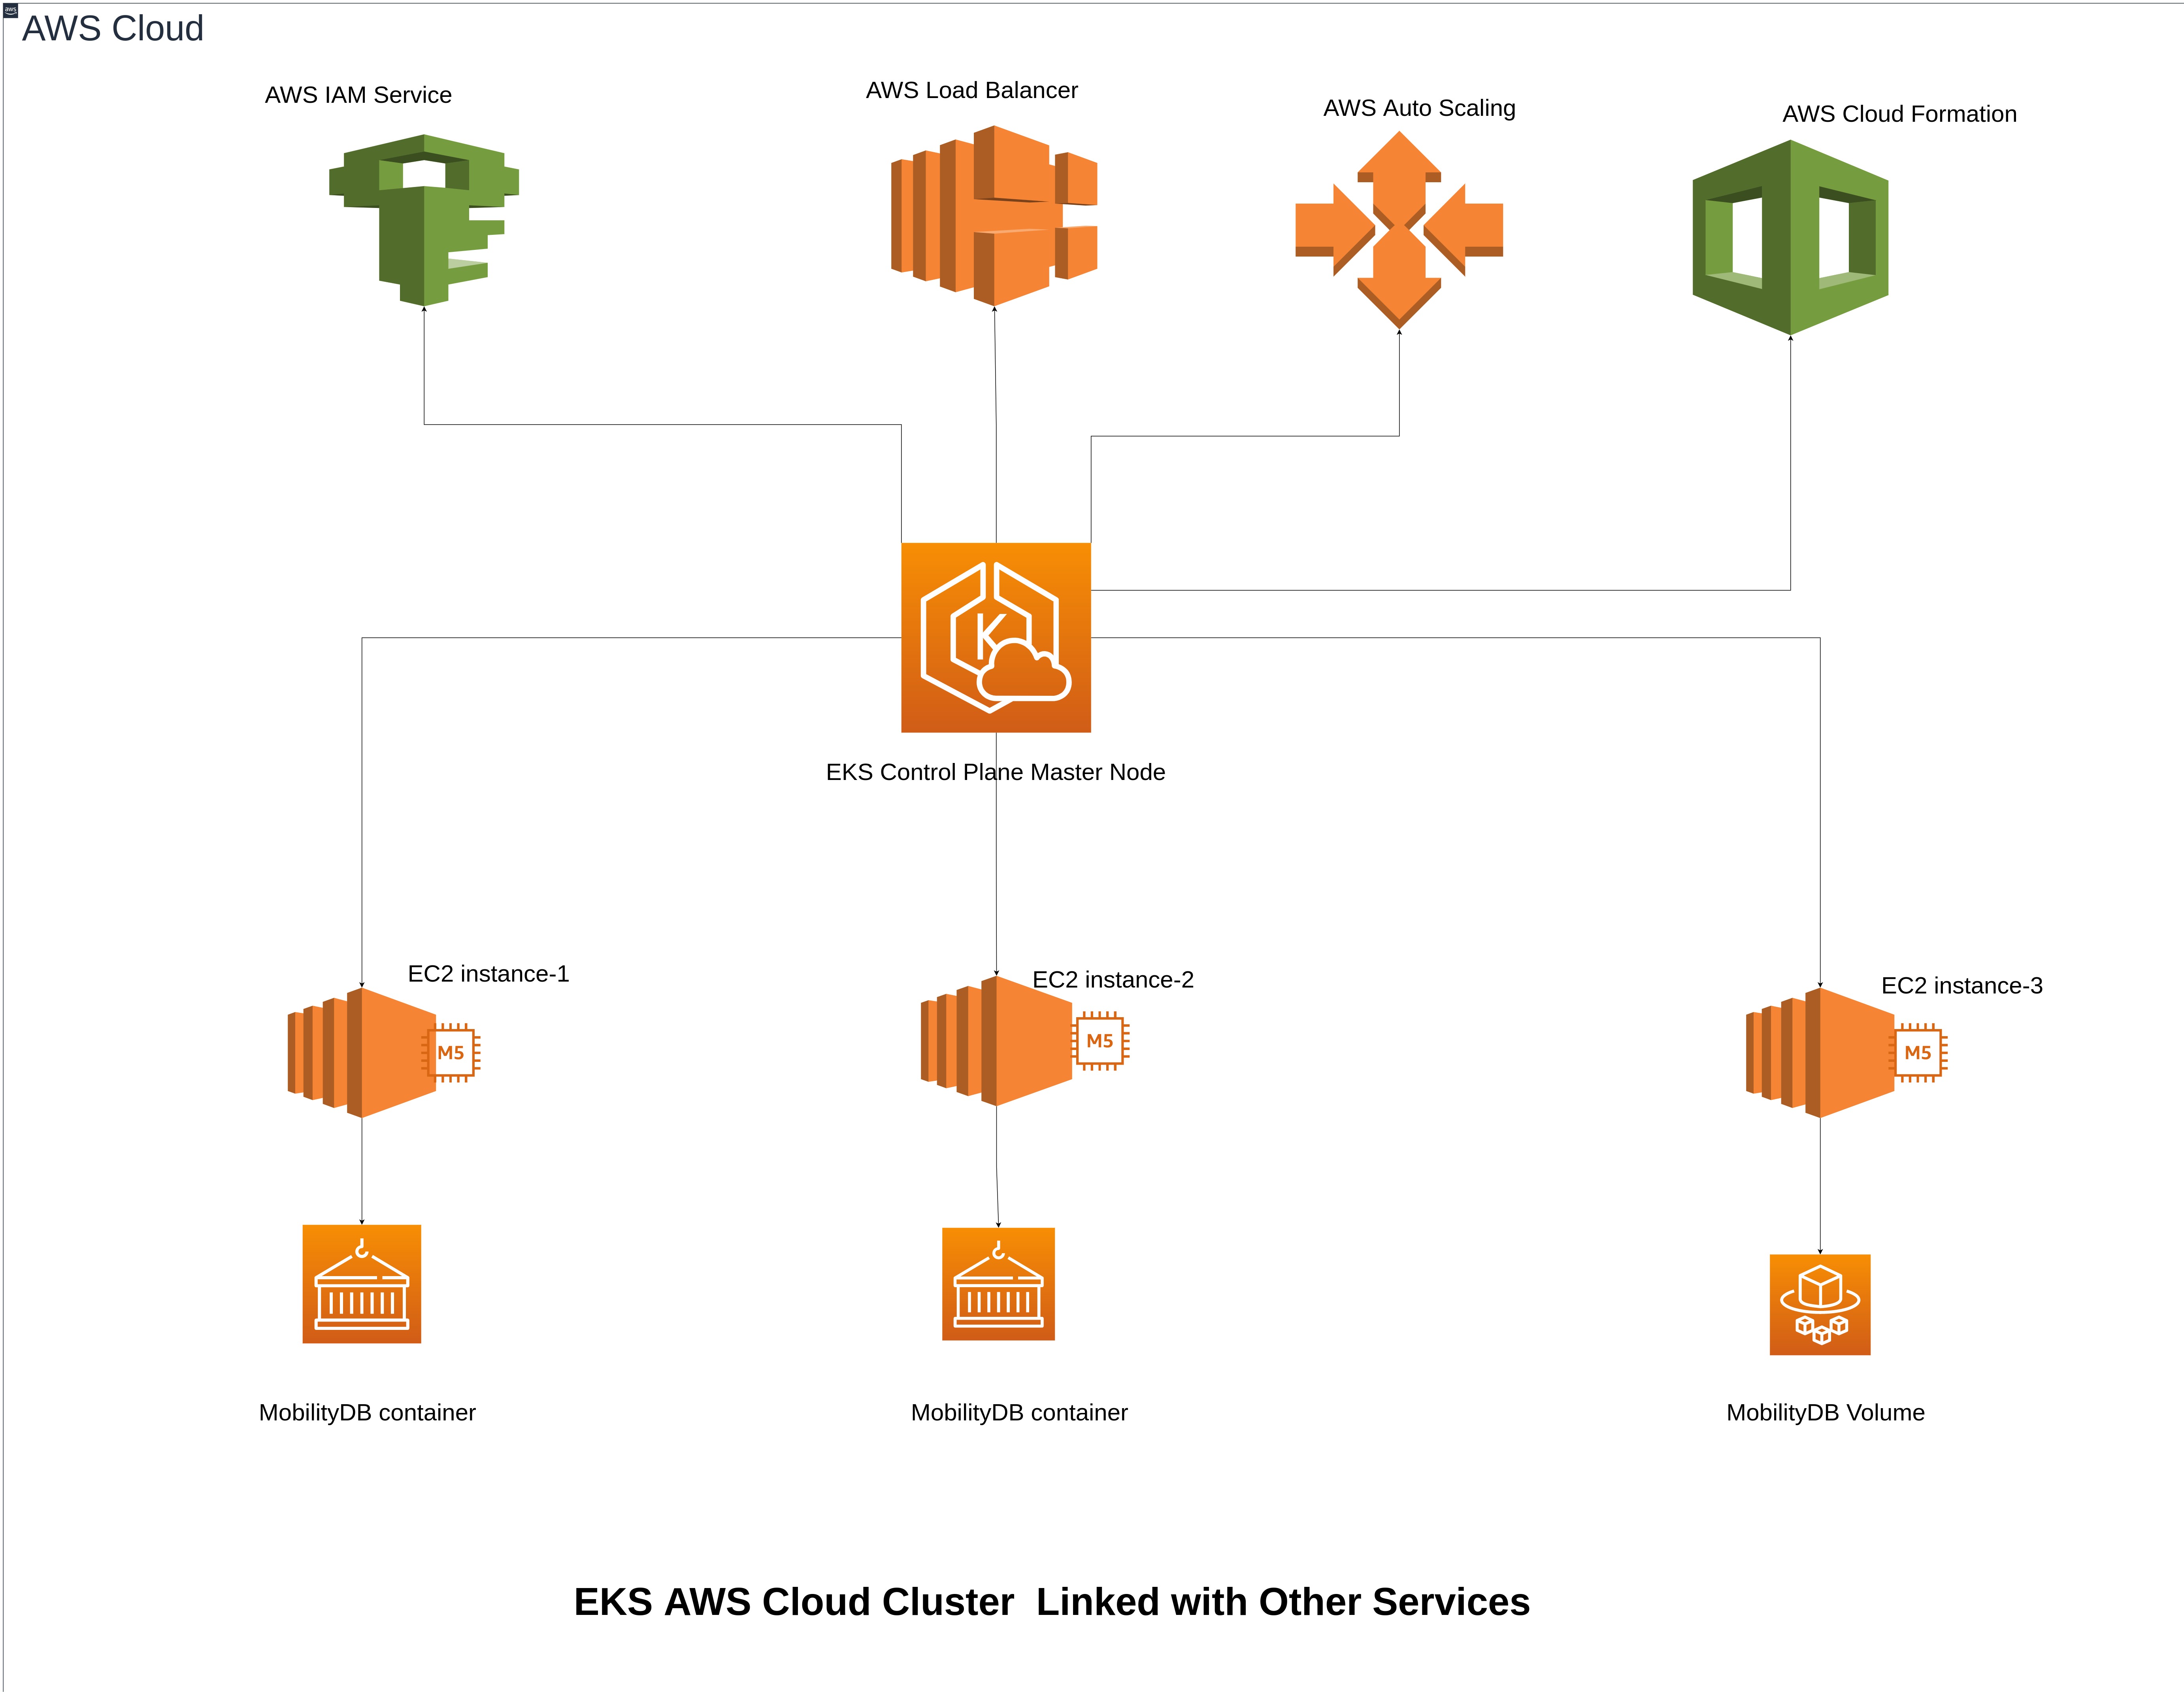 aws
AWS Cloud
AWS IAM Service
AWS Load Balancer
AWS Auto Scaling
AWS Cloud Formation
K
EKS Control Plane Master Node
EC2 instance-1
EC2 instance-2
EC2 instance-3
M5
M5
M5
MobilityDB container
MobilityDB container
MobilityDB Volume
EKS AWS Cloud Cluster  Linked with Other Services